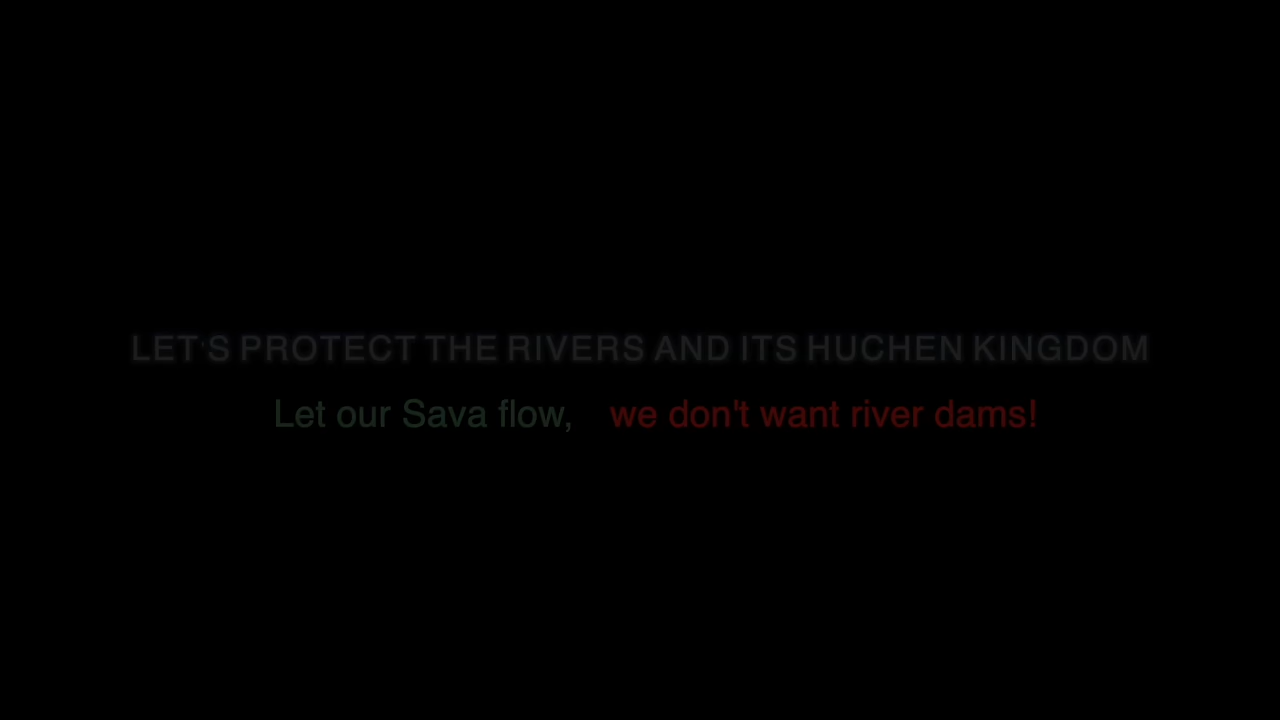 LET'S PROTECT THE RIVERS AND ITS HUCHEN KINGDOM
Let our Sava flow, we don't want river dams!